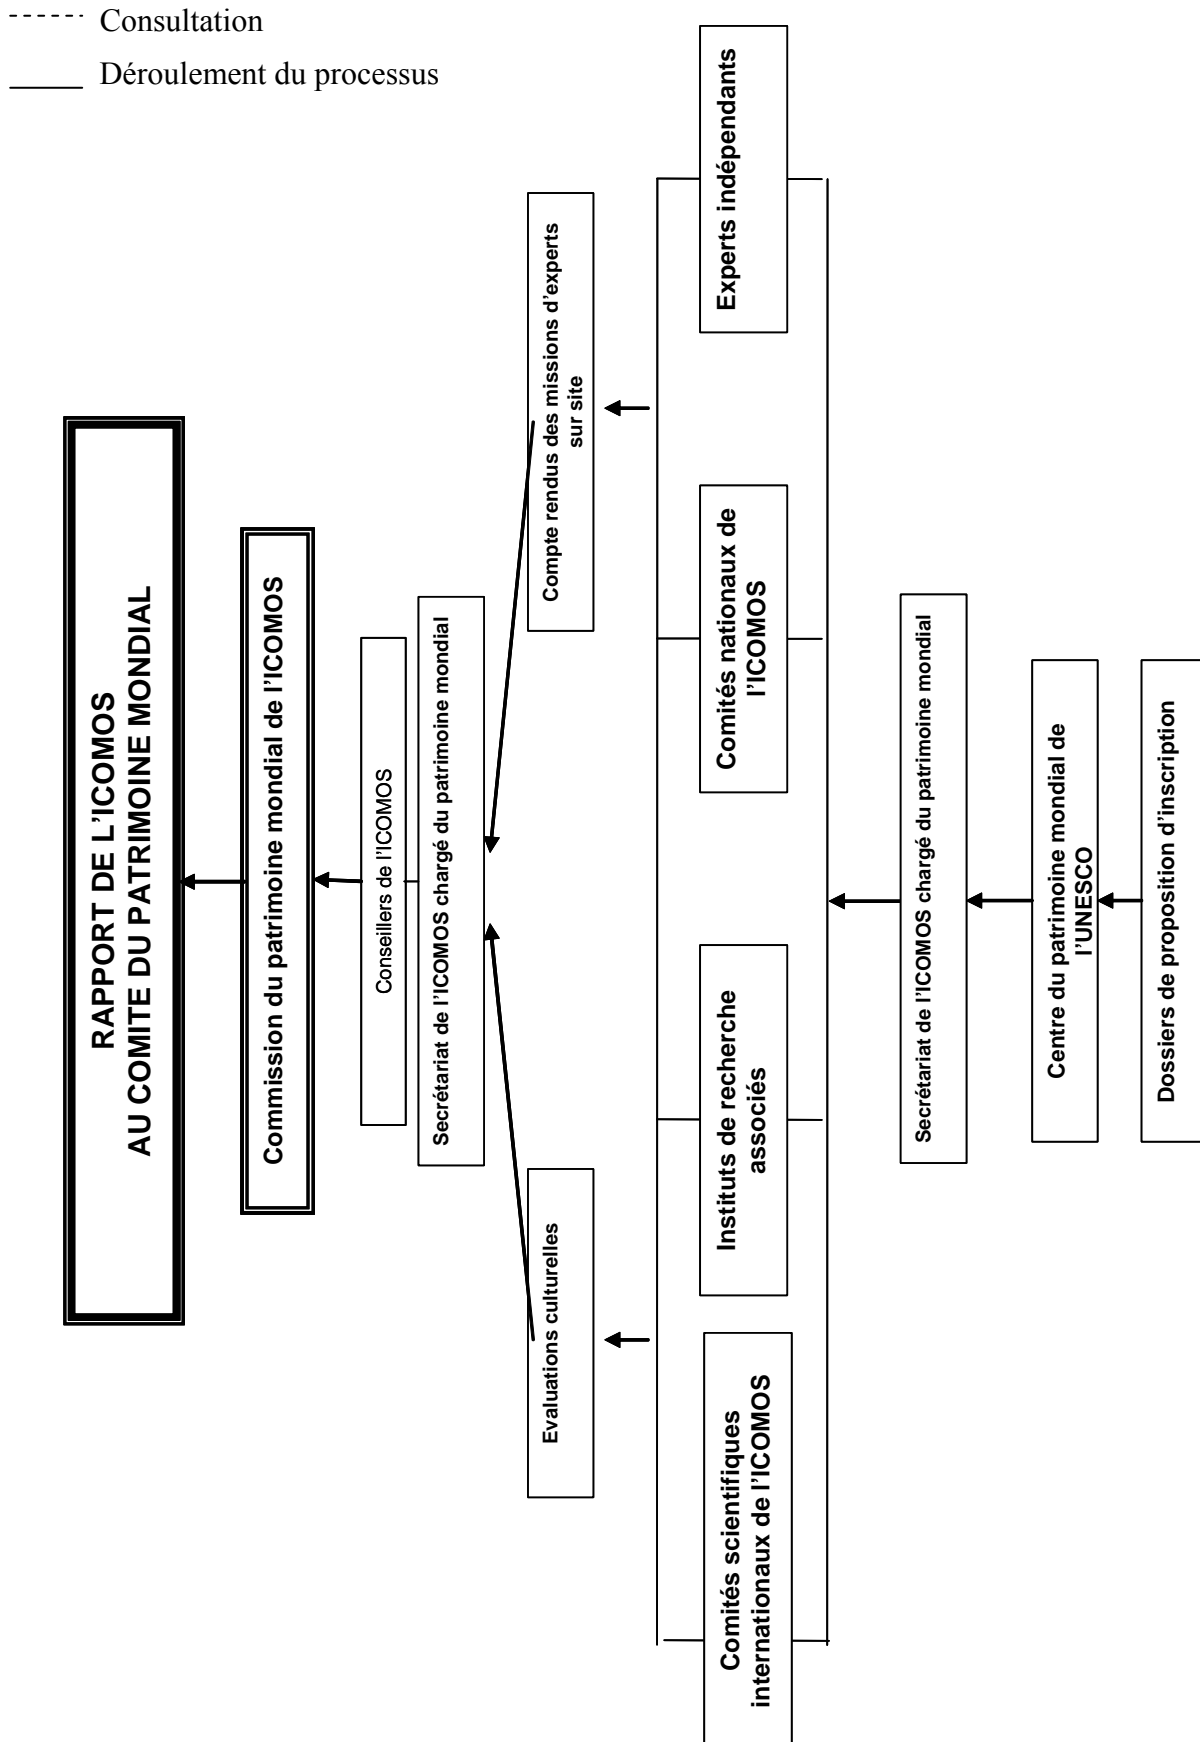 Consultation
Déroulement du processus
RAPPORT DE L'ICOMOS
AU COMITE DU PATRIMOINE MONDIAL
Commission du patrimoine mondial de l'ICOMOS
Conseillers de l'ICOMOS
Secrétariat de l'ICOMOS chargé du patrimoine mondial
Evaluations culturelles
Compte rendus des missions d'experts
sur site
Comités scientifiques
internationaux de l'ICOMOS
Instituts de recherche
associés
Comités nationaux de
l'ICOMOS
Experts indépendants
Secrétariat de l'ICOMOS chargé du patrimoine mondial
Centre du patrimoine mondial de
l'UNESCO
Dossiers de proposition d'inscription